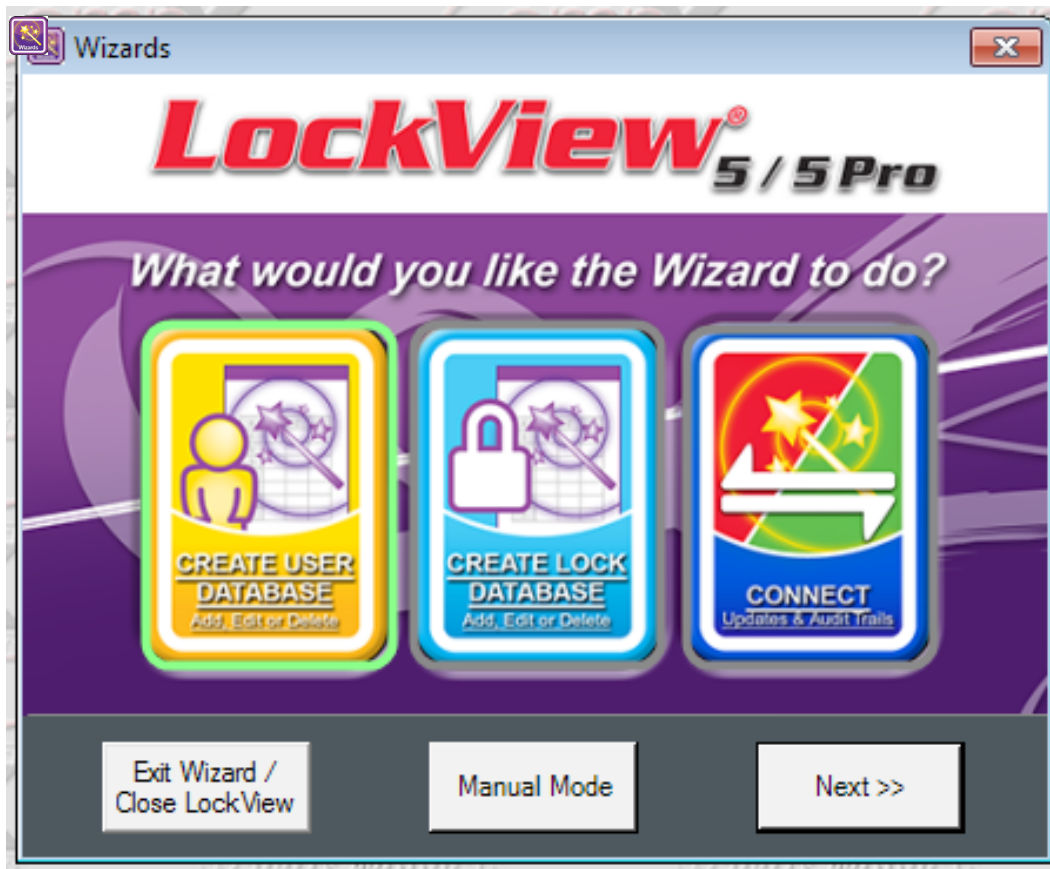 Wizards
Wizards
LockView®
5 / 5 Pro
What would you like the Wizard to do?
CREATE USER
DATABASE
Add, Edit or Delete
CREATE LOCK
DATABASE
Add, Edit or Delete
CONNECT
Updates & Audit Trails
Exit Wizard /
Close LockView
Manual Mode
Next >>